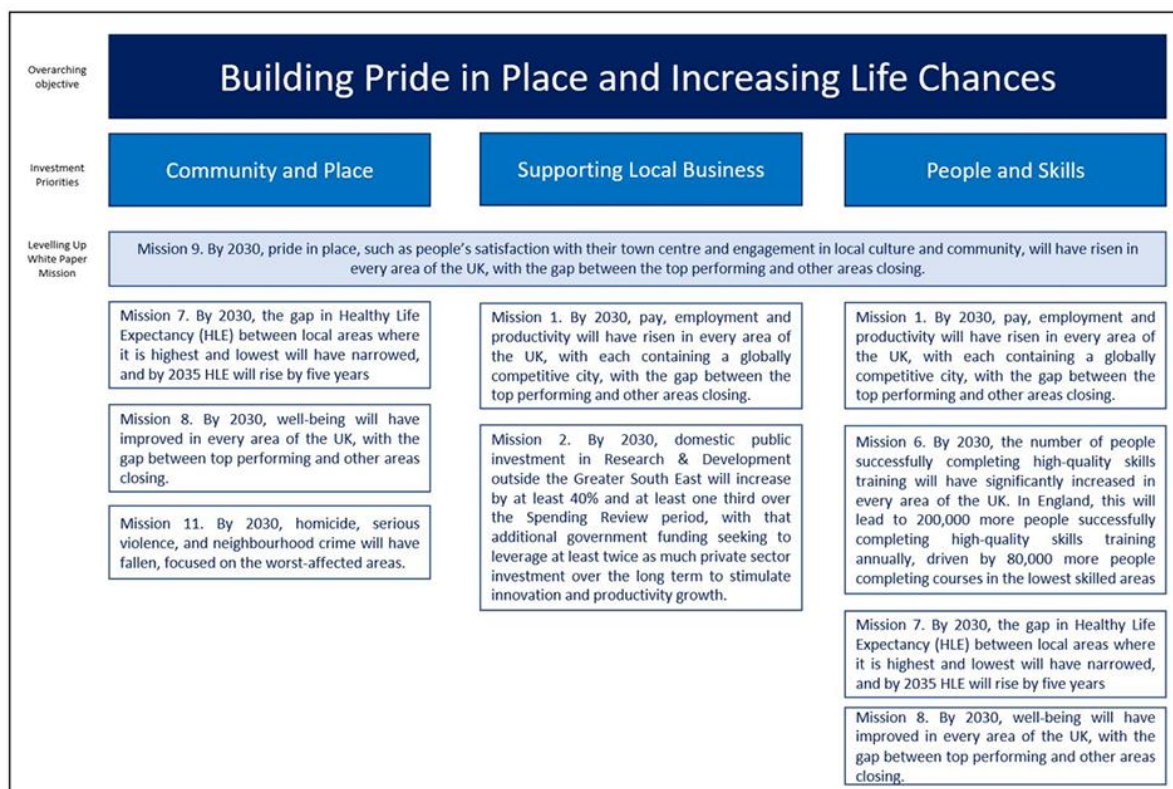 Overarching
objective
Building Pride in Place and Increasing Life Chances
Investment
Priorities
Community and Place
Supporting Local Business
People and Skills
Levelling Up
White Paper
Mission
Mission 9. By 2030, pride in place, such as people’s satisfaction with their town centre and engagement in local culture and community, will have risen in
every area of the UK, with the gap between the top performing and other areas closing.
Mission 7. By 2030, the gap in Healthy Life
Expectancy (HLE) between local areas where
it is highest and lowest will have narrowed,
and by 2035 HLE will rise by five years
Mission 8. By 2030, well-being will have
improved in every area of the UK, with the
gap between top performing and other areas
closing.
Mission 11. By 2030, homicide, serious
violence, and neighbourhood crime will have
fallen, focused on the worst-affected areas.
Mission 1. By 2030, pay, employment and
productivity will have risen in every area of
the UK, with each containing a globally
competitive city, with the gap between the
top performing and other areas closing.
Mission 2. By 2030, domestic public
investment in Research & Development
outside the Greater South East will increase
by at least 40% and at least one third over
the Spending Review period, with that
additional government funding seeking to
leverage at least twice as much private sector
investment over the long term to stimulate
innovation and productivity growth.
Mission 1. By 2030, pay, employment and
productivity will have risen in every area of
the UK, with each containing a globally
competitive city, with the gap between the
top performing and other areas closing.
Mission 6. By 2030, the number of people
successfully completing high-quality skills
training will have significantly increased in
every area of the UK. In England, this will
lead to 200,000 more people successfully
completing high-quality skills training
annually, driven by 80,000 more people
completing courses in the lowest skilled areas
Mission 7. By 2030, the gap in Healthy Life
Expectancy (HLE) between local areas where
it is highest and lowest will have narrowed,
and by 2035 HLE will rise by five years
Mission 8. By 2030, well-being will have
improved in every area of the UK, with the
gap between top performing and other areas
closing.